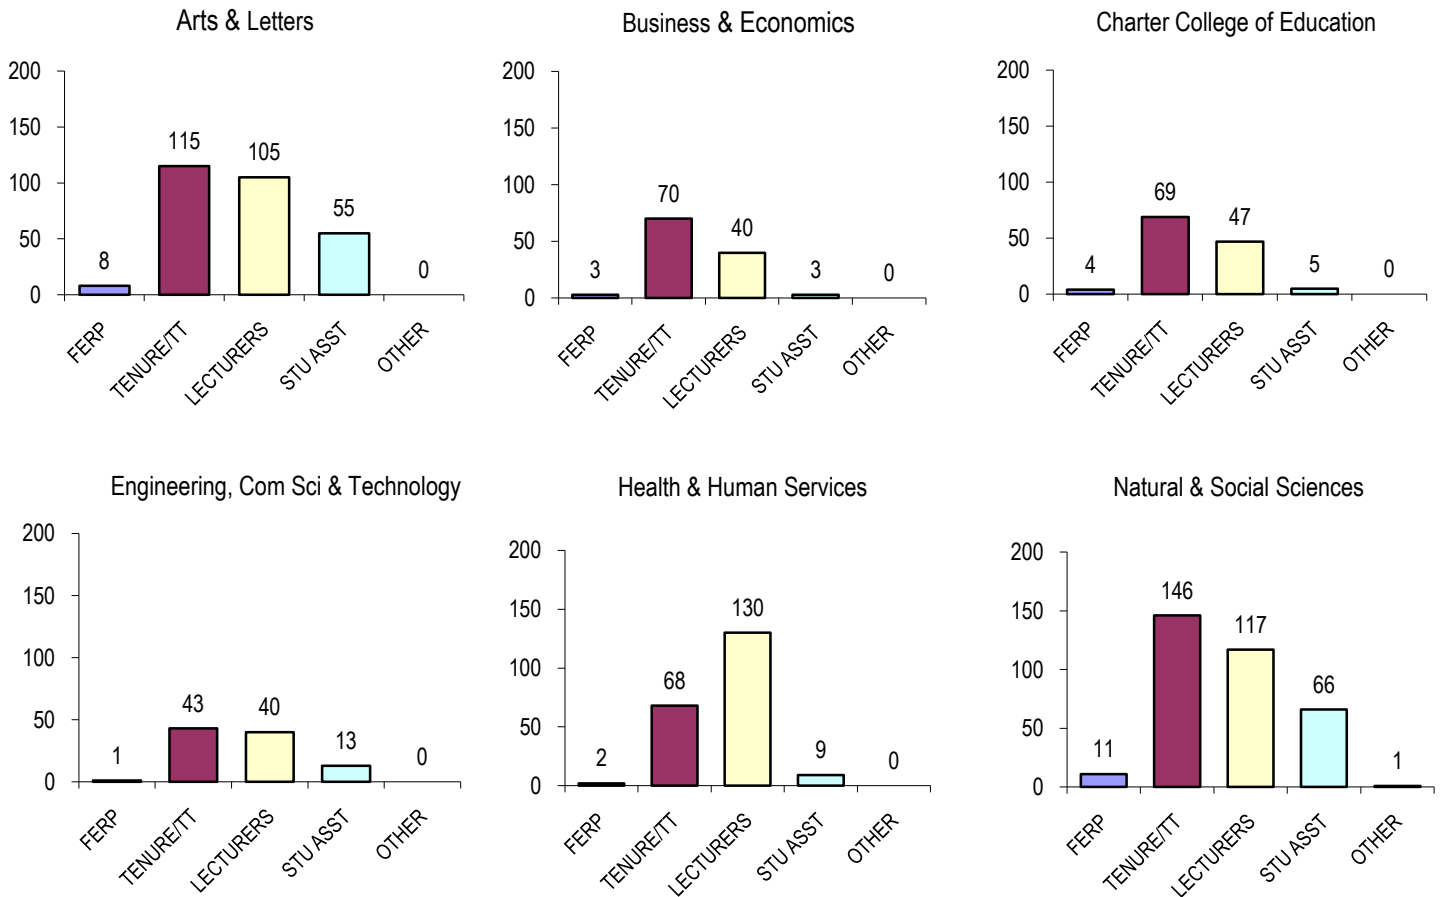 Arts & Letters
200
150
100
50
0
8
115
105
55
0
FERP
TENURE/TT
LECTURERS
STU ASST
OTHER
Business & Economics
200
150
100
50
0
3
70
40
3
0
FERP
TENURE/TT
LECTURERS
STU ASST
OTHER
Charter College of Education
200
150
100
50
0
4
69
47
5
0
FERP
TENURE/TT
LECTURERS
STU ASST
OTHER
Engineering, Com Sci & Technology
200
150
100
50
0
1
43
40
13
0
FERP
TENURE/TT
LECTURERS
STU ASST
OTHER
Health & Human Services
200
150
100
50
0
2
68
130
9
0
FERP
TENURE/TT
LECTURERS
STU ASST
OTHER
Natural & Social Sciences
200
150
100
50
0
11
146
117
66
1
FERP
TENURE/TT
LECTURERS
STU ASST
OTHER